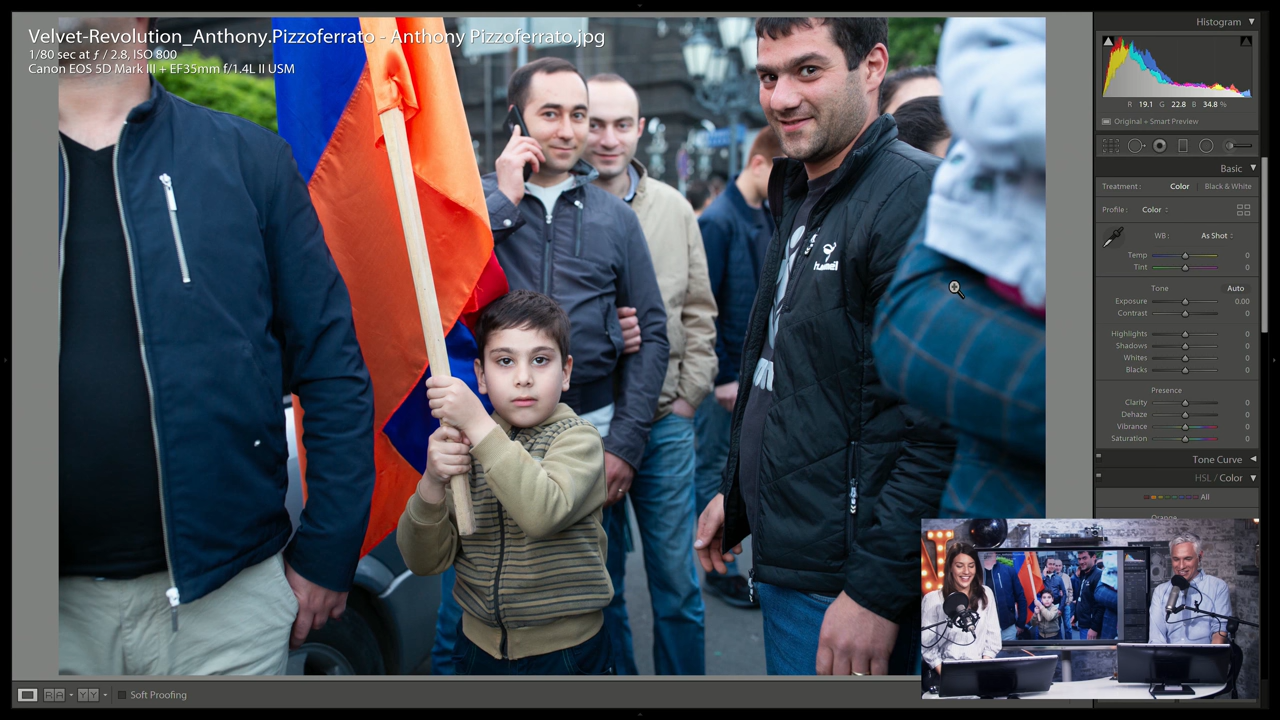 Velvet-Revolution_Anthony.Pizzoferrato - Anthony Pizzoferrato.jpg
1/80 sec at ƒ / 2.8, ISO 800
Canon EOS 5D Mark III + EF35mm f/1.4L II USM
hummel
Histogram
R 19.1 G 22.8 B 34.8 %
Original + Smart Preview
Basic
Treatment : Color Black & White
Profile : Color
WB : As Shot
Temp 0
Tint 0
Tone Auto
Exposure 0.00
Contrast 0
Highlights 0
Shadows 0
Whites 0
Blacks 0
Presence
Clarity 0
Dehaze 0
Vibrance 0
Saturation 0
Tone Curve
HSL / Color
All
Orange
Soft Proofing